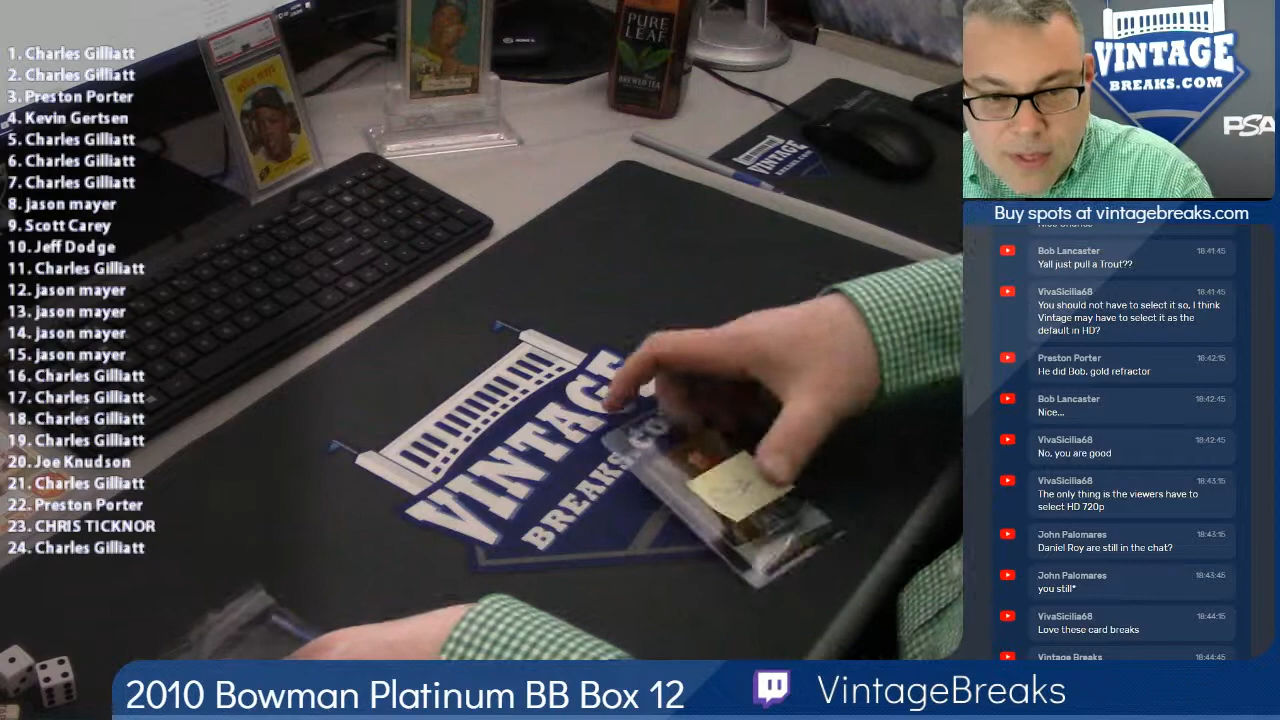 1. Charles Gilliatt
2. Charles Gilliatt
3. Preston Porter
4. Kevin Gertsen
5. Charles Gilliatt
6. Charles Gilliatt
7. Charles Gilliatt
8. jason mayer
9. Scott Carey
10. Jeff Dodge
11. Charles Gilliatt
12. jason mayer
13. jason mayer
14. jason mayer
15. jason mayer
16. Charles Gilliatt
17. Charles Gilliatt
18. Charles Gilliatt
19. Charles Gilliatt
20. Joe Knudson
21. Charles Gilliatt
22. Preston Porter
23. CHRIS TICKNOR
24. Charles Gilliatt
PURE
LEAF
BREWED TEA
VINTAGE
BREAKS.COM
VINTAGE
BREAKS.CO
VINTAGE
BREAKS.COM
PSA
Buy spots at vintagebreaks.com
Bob Lancaster 18:41:45
Yall just pull a Trout??
VivaSicilia68 18:41:45
You should not have to select it so, I think
Vintage may have to select it as the
default in HD?
Preston Porter 18:42:15
He did Bob, gold refractor
Bob Lancaster 18:42:45
Nice...
VivaSicilia68 18:42:45
No, you are good
VivaSicilia68 18:43:15
The only thing is the viewers have to
select HD 720p
John Palomares 18:43:15
Daniel Roy are still in the chat?
John Palomares 18:43:45
you still*
VivaSicilia68 18:44:15
Love these card breaks
Vintage Breaks 18:44:45
2010 Bowman Platinum BB Box 12
VintageBreaks